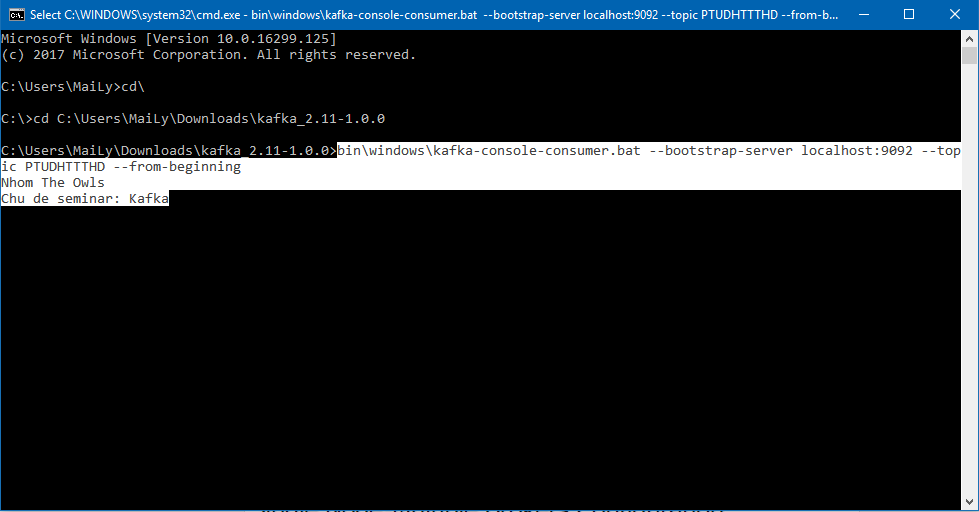 Select C:\WINDOWS\system32\cmd.exe - bin\windows\kafka-console-consumer.bat --bootstrap-server localhost:9092 --topic PTUDHTTTHD --from-b...
Microsoft Windows [Version 10.0.16299.125]
(c) 2017 Microsoft Corporation. All rights reserved.
C:\Users\MaiLy>cd\
C:\>cd C:\Users\MaiLy\Downloads\kafka_2.11-1.0.0
C:\Users\MaiLy\Downloads\kafka_2.11-1.0.0>bin\windows\kafka-console-consumer.bat --bootstrap-server localhost:9092 --top
ic PTUDHTTTHD --from-beginning
Nhom The Owls
Chu de seminar: Kafka